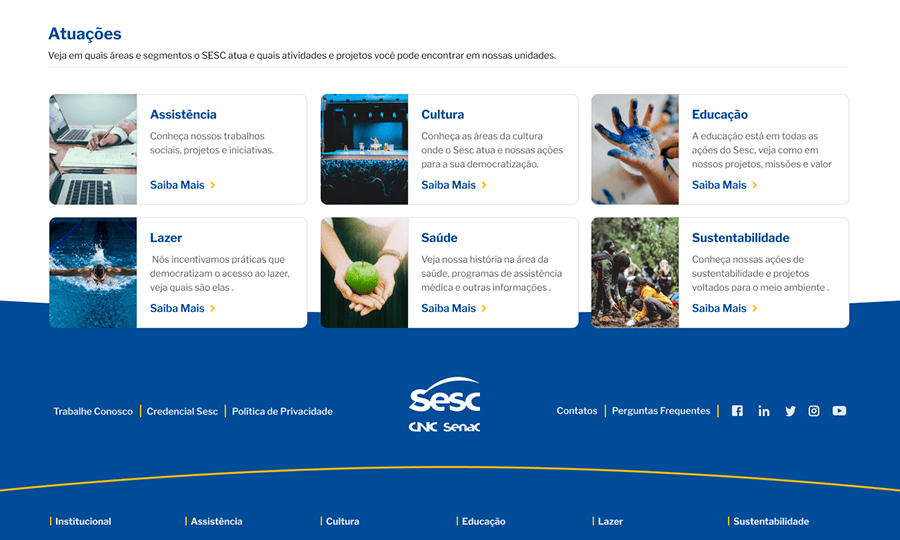 Atuações
Veja em quais áreas e segmentos o SESC atua e quais atividades e projetos você pode encontrar em nossas unidades.
Assistência
Conheça nossos trabalhos
sociais, projetos e iniciativas.
Saiba Mais
Cultura
Conheça as áreas da cultura
onde o Sesc atua e nossas ações
para a sua democratização.
Saiba Mais
Educação
A educação está em todas as
ações do Sesc, veja como em
nossos projetos, missões e valor
Saiba Mais
Lazer
Nós incentivamos práticas que
democratizam o acesso ao lazer,
veja quais são elas .
Saiba Mais
Saúde
Veja nossa história na área da
saúde, programas de assistência
médica e outras informações .
Saiba Mais
Sustentabilidade
Conheça nossas ações de
sustentabilidade e projetos
voltados para o meio ambiente .
Saiba Mais
Trabalhe Conosco | Credencial Sesc | Política de Privacidade
Sesc
CNC Senac
Contatos | Perguntas Frequentes |
Institucional
Assistência
Cultura
Educação
Lazer
Sustentabilidade